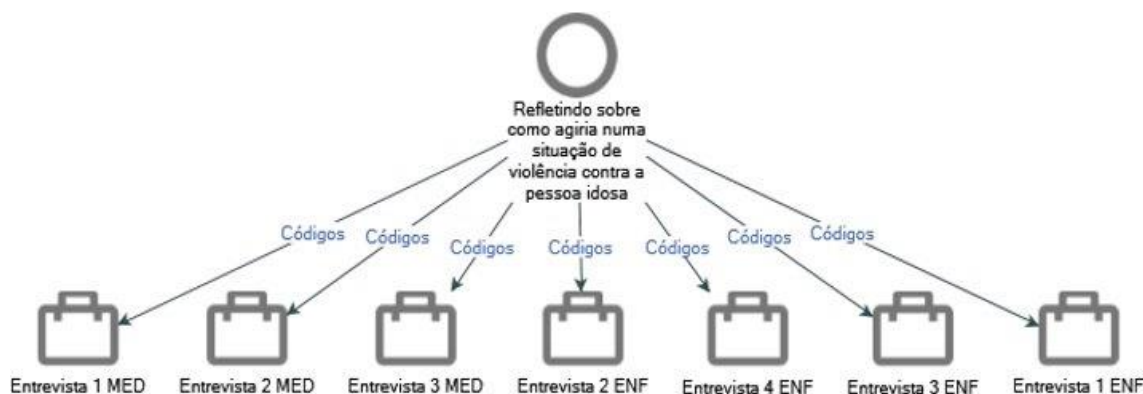 Refletindo sobre
como agiria numa
situação de
violência contra a
pessoa idosa
Códigos
Códigos
Códigos
Códigos
Códigos
Códigos
Códigos
Entrevista 1 MED
Entrevista 2 MED
Entrevista 3 MED
Entrevista 2 ENF
Entrevista 4 ENF
Entrevista 3 ENF
Entrevista 1 ENF